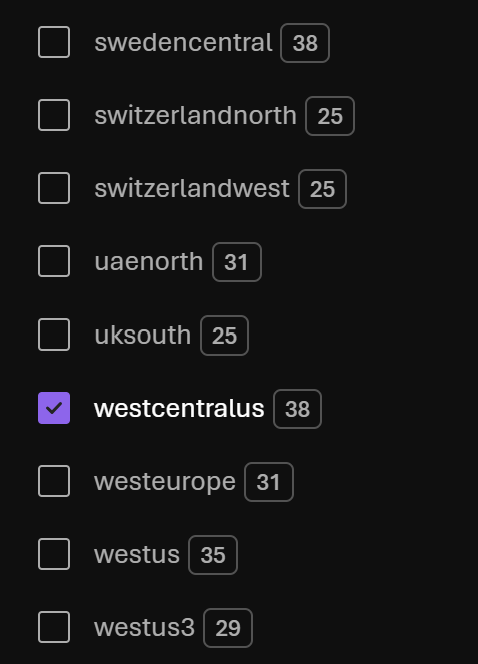 swedencentral 38
switzerlandnorth 25
switzerlandwest 25
uaenorth 31
uksouth 25
westcentralus 38
westeurope 31
westus 35
westus3 29